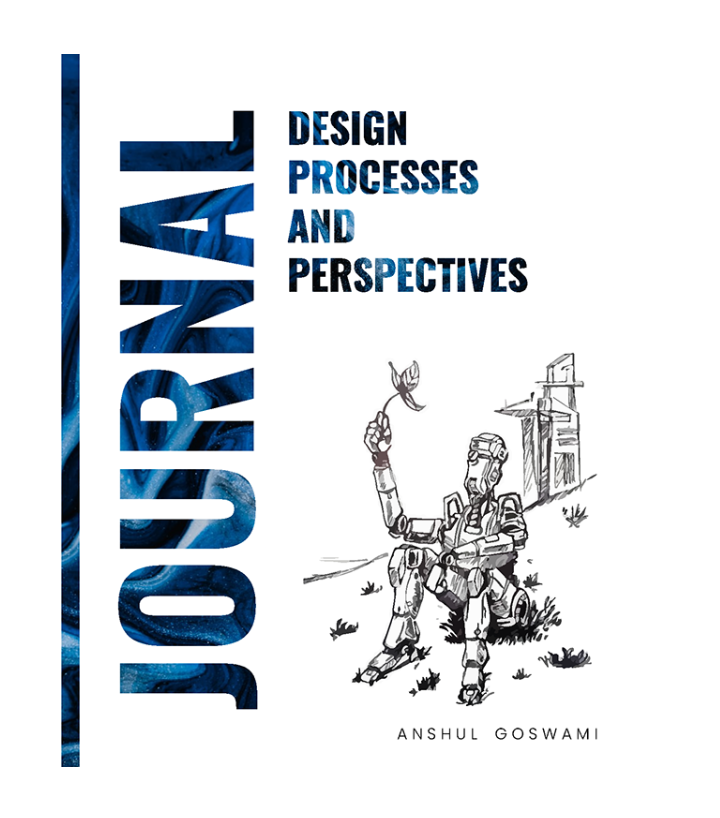 JOURNAL
DESIGN
PROCESSES
AND
PERSPECTIVES
ANSHUL GOSWAMI